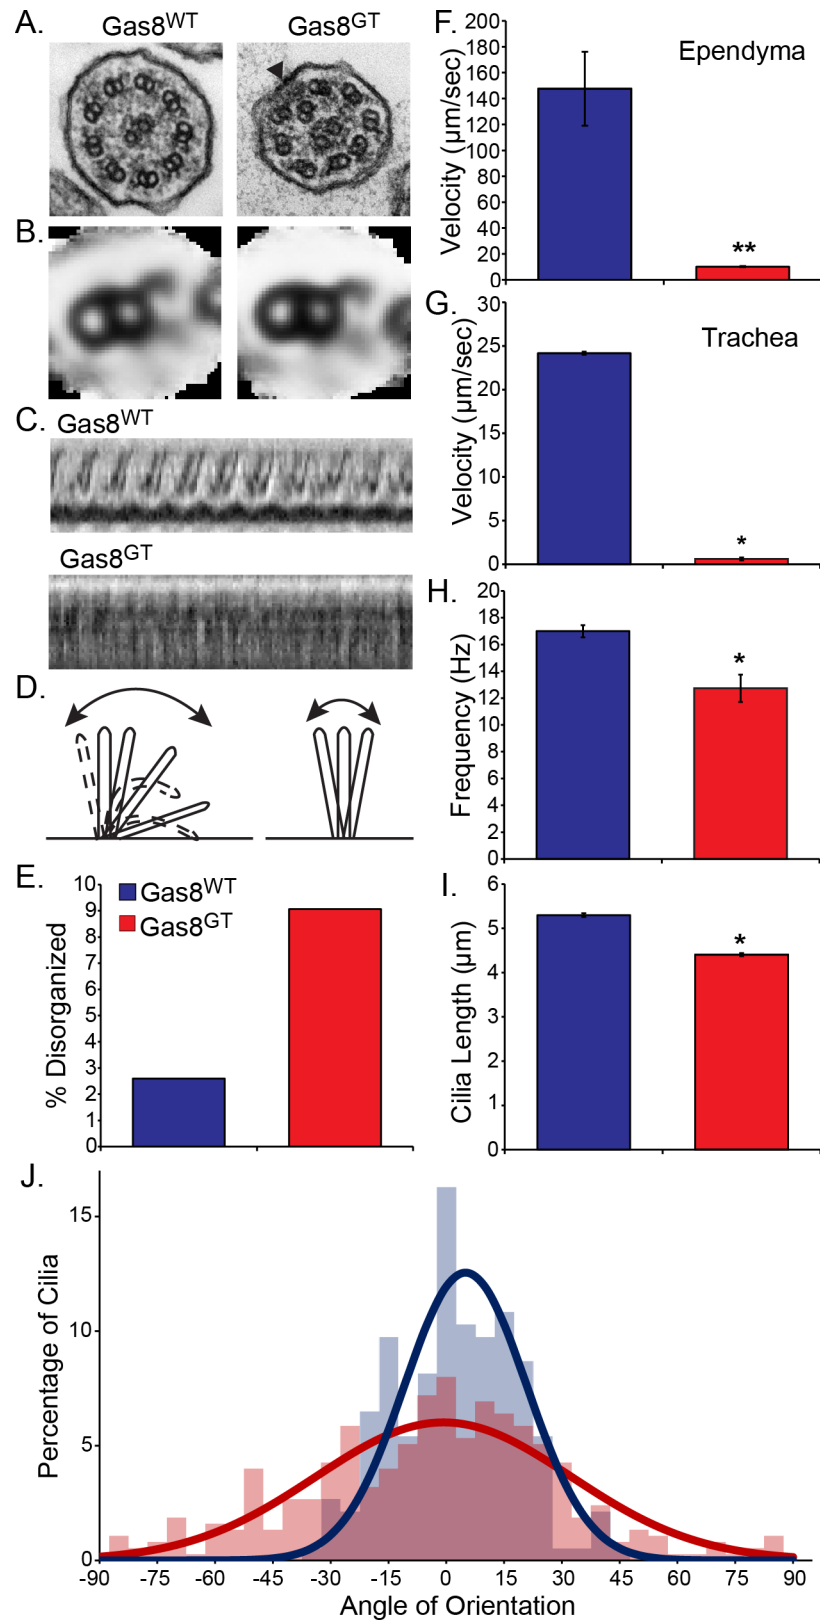 A.
Gas8WT
Gas8GT
B.
C.
Gas8WT
Gas8GT
D.
E.
% Disorganized
10
9
8
7
6
5
4
3
2
1
0
Gas8WT
Gas8GT
F.
Ependyma
Velocity (µm/sec)
200
180
160
140
120
100
80
60
40
20
0
**
G.
Trachea
Velocity (µm/sec)
30
25
20
15
10
5
0
*
H.
Frequency (Hz)
20
18
16
14
12
10
8
6
4
2
0
*
I.
Cilia Length (µm)
6
5
4
3
2
1
0
*
J.
Percentage of Cilia
15
10
5
0
-90 -75 -60 -45 -30 -15 0 15 30 45 60 75 90
Angle of Orientation